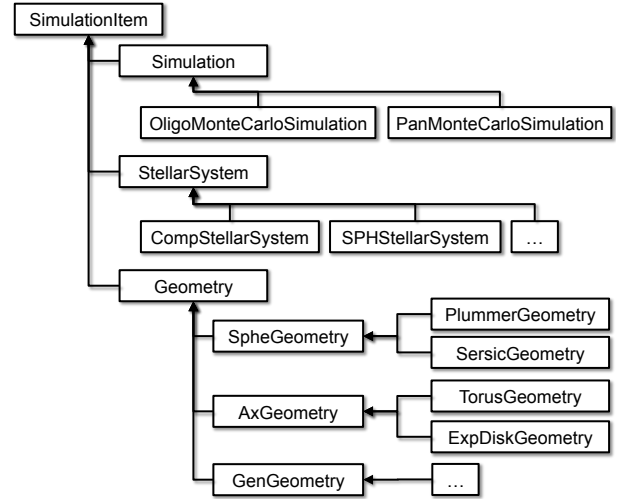 SimulationItem
Simulation
OligoMonteCarloSimulation
PanMonteCarloSimulation
StellarSystem
CompStellarSystem
SPHStellarSystem
...
Geometry
SpheGeometry
PlummerGeometry
SersicGeometry
AxGeometry
TorusGeometry
ExpDiskGeometry
GenGeometry
...